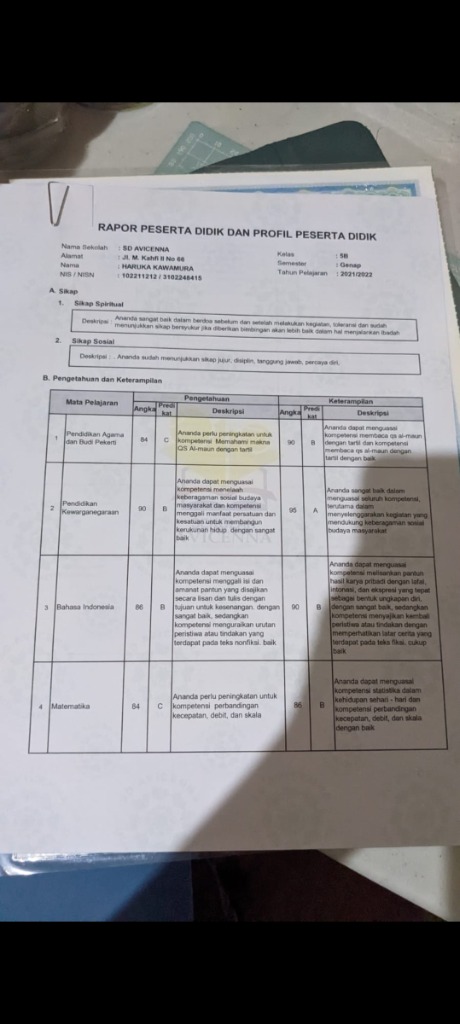 RAPOR PESERTA DIDIK DAN PROFIL PESERTA DIDIK
Nama Sekolah : SD AVICENNA
Alamat : Jl. M. Kahfi II No 66
Nama : HARUKA KAWAMURA
NIS / NISN : 102211212 / 3102248415
Kelas : 5B
Semester : Genap
Tahun Pelajaran : 2021/2022
A. Sikap
1. Sikap Spiritual
Deskripsi : Ananda sangat baik dalam berdoa sebelum dan setelah melakukan kegiatan, toleransi dan sudah
menunjukkan sikap bersyukur jika diberikan bimbingan akan lebih baik dalam hal menjalankan ibadah
2. Sikap Sosial
Deskripsi : . Ananda sudah menunjukkan sikap jujur, disiplin, tanggung jawab, percaya diri,
B. Pengetahuan dan Keterampilan
Mata Pelajaran
Pengetahuan
Keterampilan
Angka
Predi
kat
Deskripsi
Angka
Predi
kat
Deskripsi
1
Pendidikan Agama
dan Budi Pekerti
84
C
Ananda perlu peningkatan untuk
kompetensi Memahami makna
QS Al-maun dengan tartil
90
B
Ananda dapat menguasai
kompetensi membaca qs al-maun
dengan tartil dan kompetensi
membaca qs al-maun dengan
tartil dengan baik
2
Pendidikan
Kewarganegaraan
90
B
Ananda dapat menguasai
kompetensi menelaah
keberagaman sosial budaya
masyarakat dan kompetensi
menggali manfaat persatuan dan
kesatuan untuk membangun
kerukunan hidup dengan sangat
baik
95
A
Ananda sangat baik dalam
menguasai seluruh kompetensi,
terutama dalam
menyelenggarakan kegiatan yang
mendukung keberagaman sosial
budaya masyarakat
3
Bahasa Indonesia
86
B
Ananda dapat menguasai
kompetensi menggali isi dan
amanat pantun yang disajikan
secara lisan dan tulis dengan
tujuan untuk kesenangan. dengan
sangat baik, sedangkan
kompetensi menguraikan urutan
peristiwa atau tindakan yang
terdapat pada teks nonfiksi. baik
90
B
Ananda dapat menguasai
kompetensi melisankan pantun
hasil karya pribadi dengan lafal,
intonasi, dan ekspresi yang tepat
sebagai bentuk ungkapan diri.
dengan sangat baik, sedangkan
kompetensi menyajikan kembali
peristiwa atau tindakan dengan
memperhatikan latar cerita yang
terdapat pada teks fiksi. cukup
baik
4
Matematika
84
C
Ananda perlu peningkatan untuk
kompetensi perbandingan
kecepatan, debit, dan skala
86
B
Ananda dapat menguasai
kompetensi statistika dalam
kehidupan sehari - hari dan
kompetensi perbandingan
kecepatan, debit, dan skala
dengan baik
AVICENNA